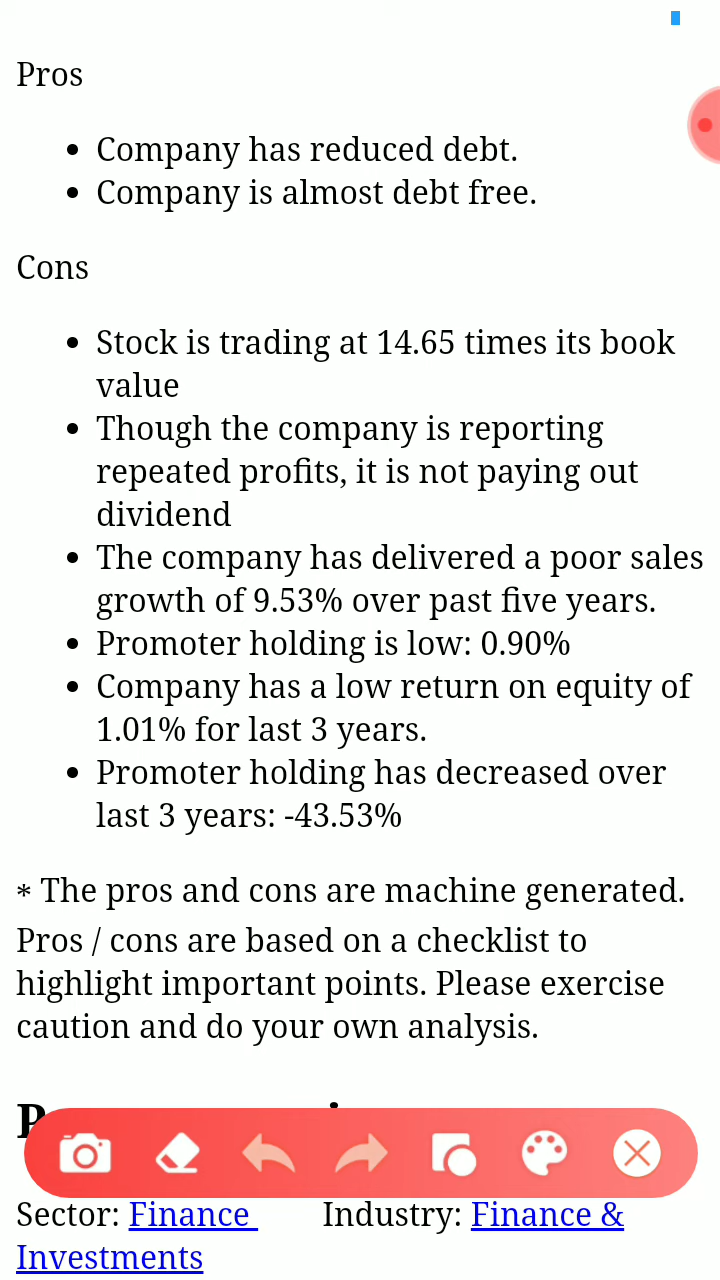 Pros
• Company has reduced debt.
• Company is almost debt free.
Cons
• Stock is trading at 14.65 times its book
value
• Though the company is reporting
repeated profits, it is not paying out
dividend
• The company has delivered a poor sales
growth of 9.53% over past five years.
• Promoter holding is low: 0.90%
• Company has a low return on equity of
1.01% for last 3 years.
• Promoter holding has decreased over
last 3 years: -43.53%
* The pros and cons are machine generated.
Pros / cons are based on a checklist to
highlight important points. Please exercise
caution and do your own analysis.
Sector: Finance Industry: Finance &
Investments